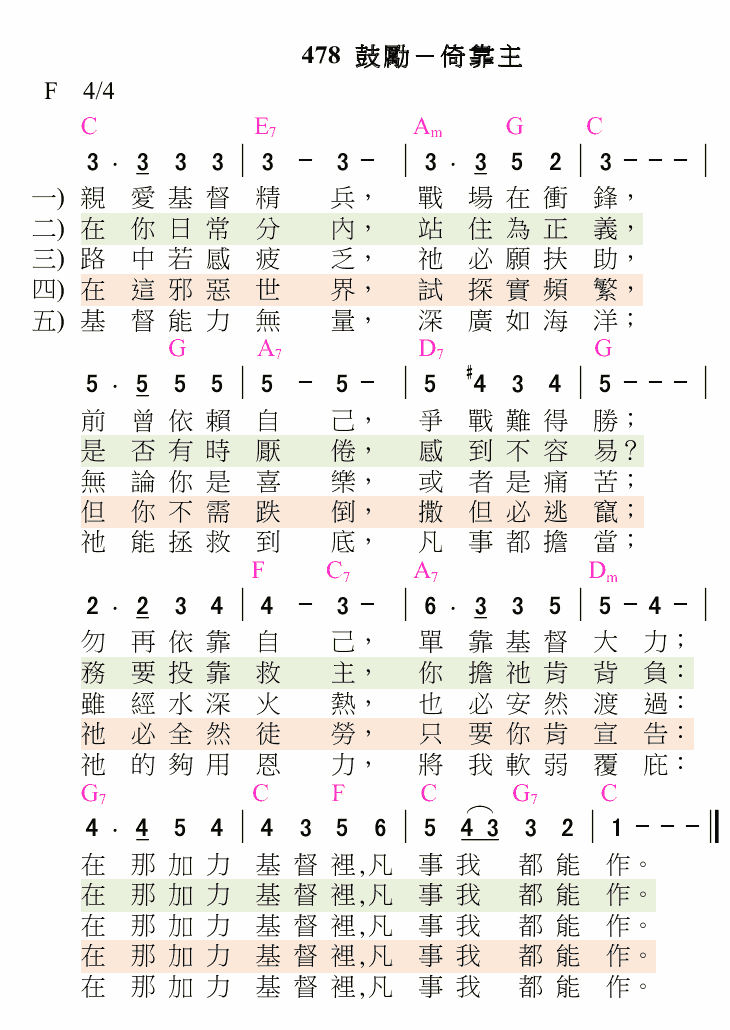 478 鼓勵－倚靠主
F 4/4
C E7 Am G C
3 . 3 3 3 | 3 － 3 － | 3 . 3 5 2 | 3 － － － |
一) 親愛基督精兵，戰場在衝鋒，
二) 在你日常分內，站住為正義，
三) 路中若感疲乏，祂必願扶助，
四) 在這邪惡世界，試探實頻繁，
五) 基督能力無量，深廣如海洋；
G A7 D7 G
5 . 5 5 5 | 5 － 5 － | 5 #4 3 4 | 5 － － － |
前曾依賴自己，爭戰難得勝；
是否有時厭倦，感到不容易？
無論你是喜樂，或者是痛苦；
但你不需跌倒，撒但必逃竄；
祂能拯救到底，凡事都擔當；
F C7 A7 Dm
2 . 2 3 4 | 4 － 3 － | 6 . 3 3 5 | 5 － 4 － |
勿再依靠自己，單靠基督大力；
務要投靠救主，你擔祂肯背負：
雖經水深火熱，也必安然渡過：
祂必全然徒勞，只要你肯宣告：
祂的夠用恩力，將我軟弱覆庇：
G7 C F C G7 C
4 . 4 5 4 | 4 3 5 6 | 5 4 3 3 2 | 1 － － － ||
在那加力基督裡,凡事我都能作。
在那加力基督裡,凡事我都能作。
在那加力基督裡,凡事我都能作。
在那加力基督裡,凡事我都能作。
在那加力基督裡,凡事我都能作。